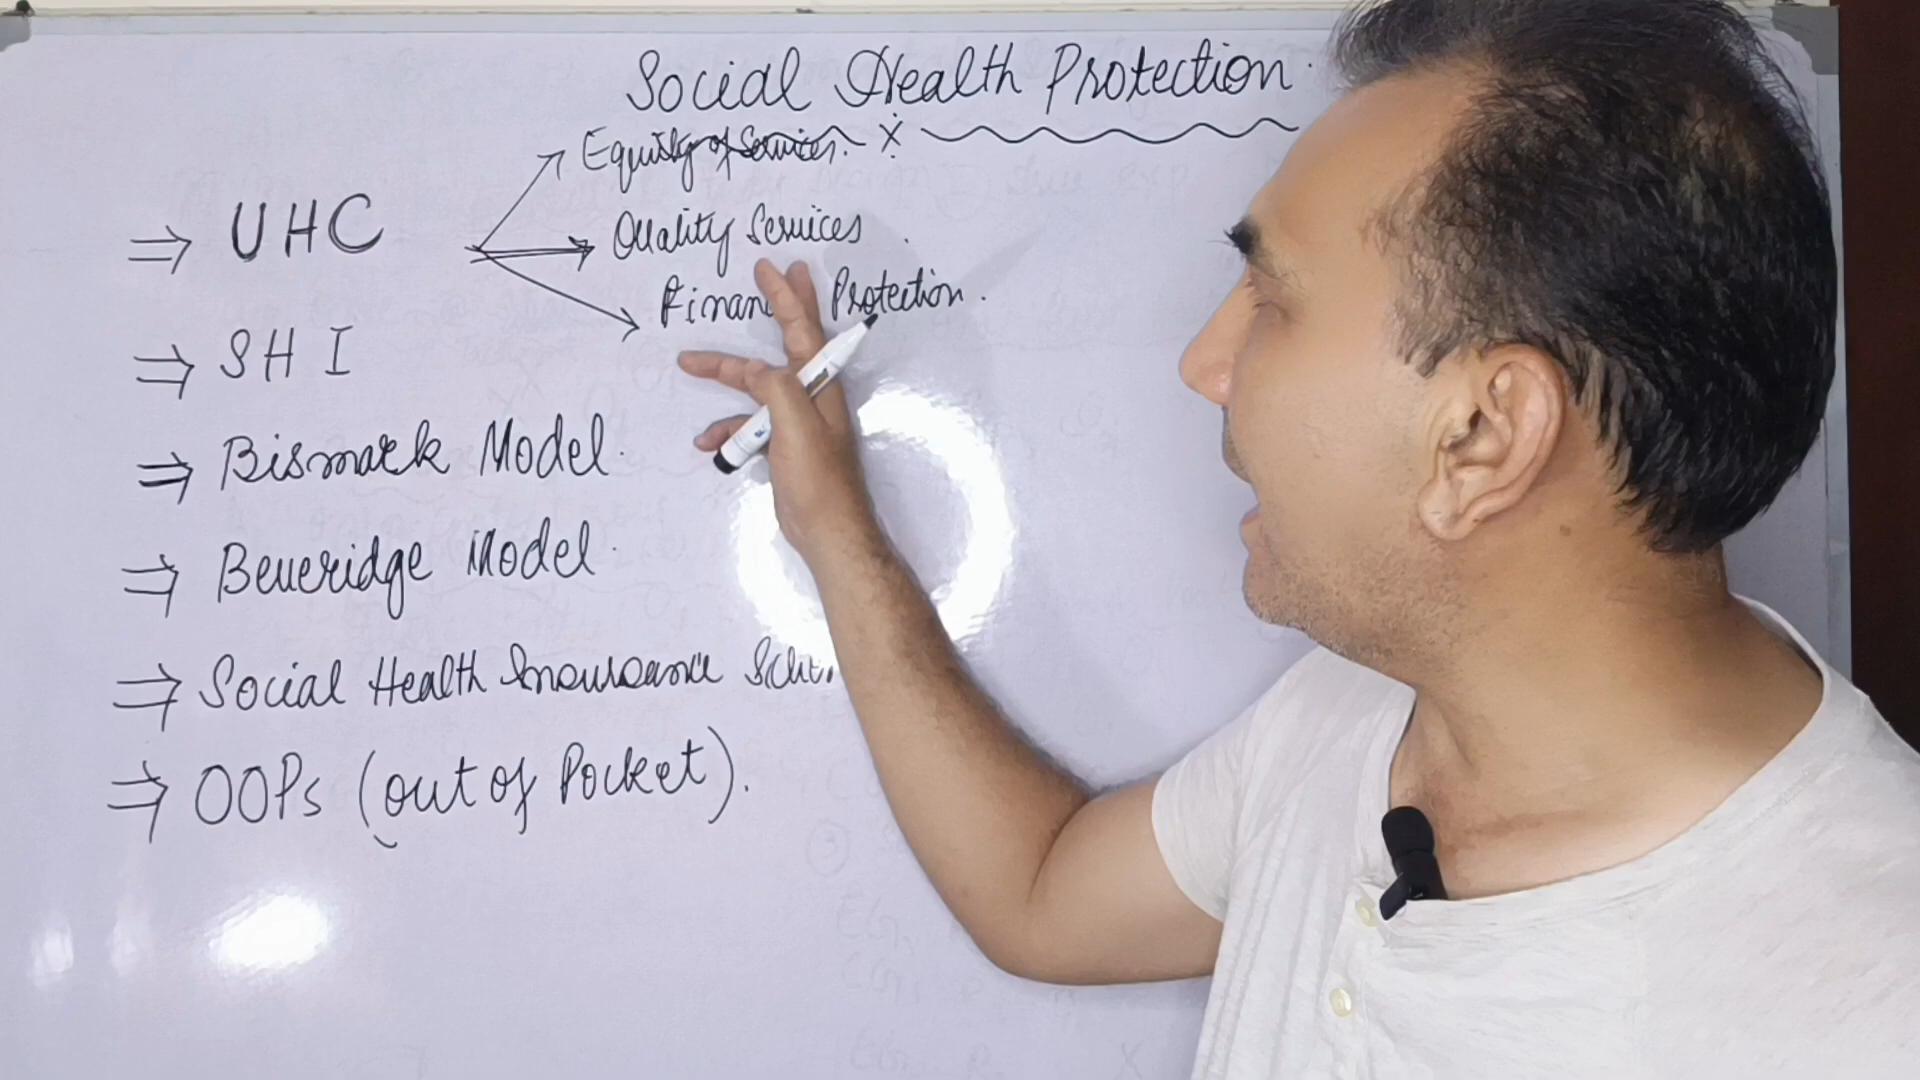 Social Health Protection.
Equity of Services. X
⇒ UHC
Quality Services.
Protection.
⇒ SHI
⇒ Bismark Model.
⇒ Beveridge Model.
⇒ Social Health Insurance
⇒ OOPs (out of Pocket).